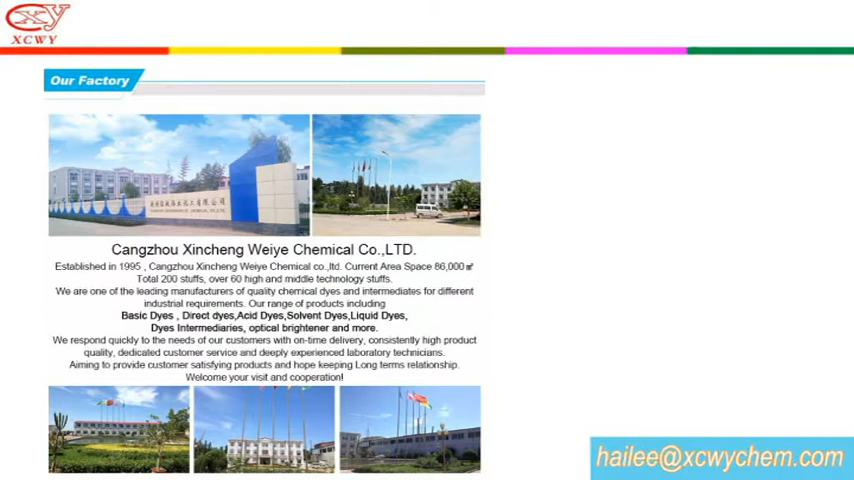 XCWY
Our Factory
Cangzhou Xincheng Weiye Chemical Co.,LTD.
Established in 1995 , Cangzhou Xincheng Weiye Chemical co.,ltd. Current Area Space 86,000㎡
Total 200 stuffs, over 60 high and middle technology stuffs.
We are one of the leading manufacturers of quality chemical dyes and intermediates for different
industrial requirements. Our range of products including
Basic Dyes , Direct dyes,Acid Dyes,Solvent Dyes,Liquid Dyes,
Dyes Intermediaries, optical brightener and more.
We respond quickly to the needs of our customers with on-time delivery, consistently high product
quality, dedicated customer service and deeply experienced laboratory technicians.
Aiming to provide customer satisfying products and hope keeping Long terms relationship.
Welcome your visit and cooperation!
hailee@xcwychem.com